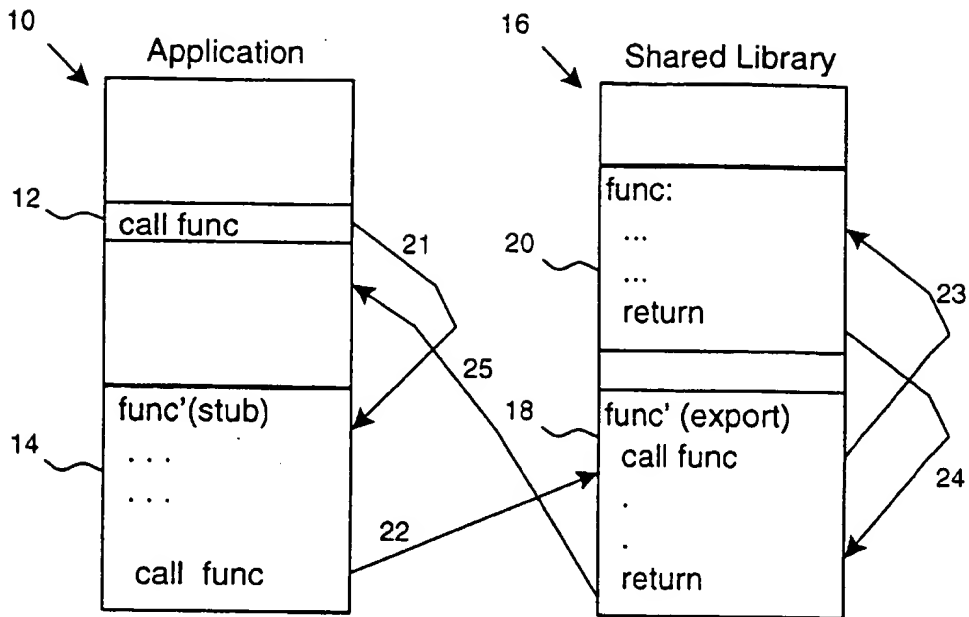 10
Application
12
call func
21
25
func'(stub)
14
. . .
. . .
22
call func
16
Shared Library
func:
...
20
...
return
23
18
func' (export)
call func
.
.
24
return